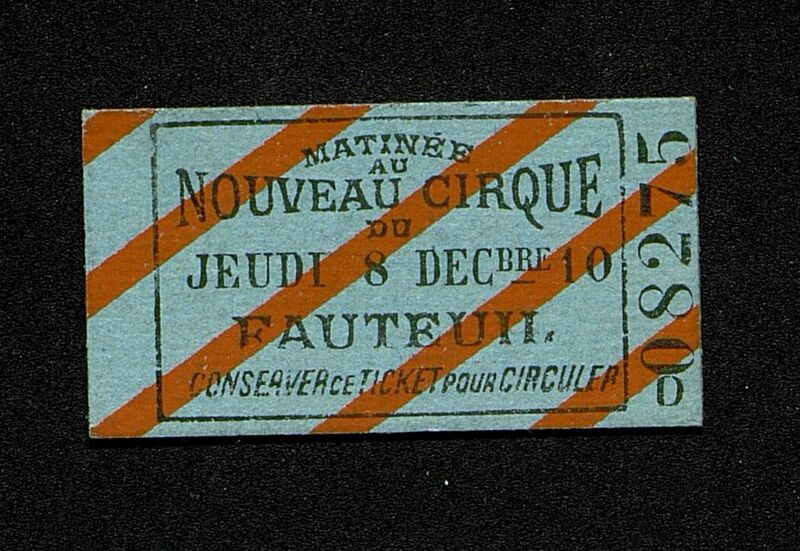 MATINÉE
AU
NOUVEAU CIRQUE
DU
JEUDI 8 DECBRE 10
FAUTEUIL
CONSERVER CE TICKET POUR CIRCULER
D 08275